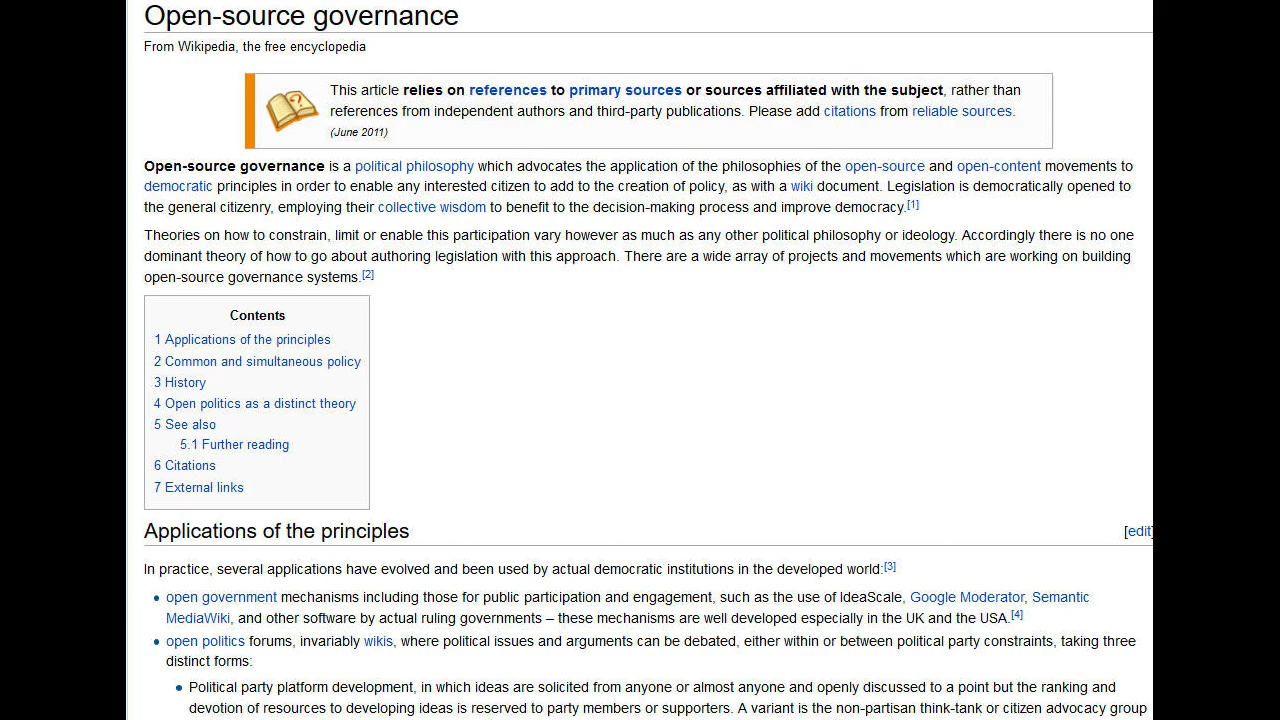 Open-source governance
From Wikipedia, the free encyclopedia
This article relies on references to primary sources or sources affiliated with the subject, rather than
references from independent authors and third-party publications. Please add citations from reliable sources.
(June 2011)
Open-source governance is a political philosophy which advocates the application of the philosophies of the open-source and open-content movements to
democratic principles in order to enable any interested citizen to add to the creation of policy, as with a wiki document. Legislation is democratically opened to
the general citizenry, employing their collective wisdom to benefit to the decision-making process and improve democracy.[1]
Theories on how to constrain, limit or enable this participation vary however as much as any other political philosophy or ideology. Accordingly there is no one
dominant theory of how to go about authoring legislation with this approach. There are a wide array of projects and movements which are working on building
open-source governance systems.[2]
Contents
1 Applications of the principles
2 Common and simultaneous policy
3 History
4 Open politics as a distinct theory
5 See also
5.1 Further reading
6 Citations
7 External links
Applications of the principles [edit]
In practice, several applications have evolved and been used by actual democratic institutions in the developed world:[3]
• open government mechanisms including those for public participation and engagement, such as the use of IdeaScale, Google Moderator, Semantic
MediaWiki, and other software by actual ruling governments – these mechanisms are well developed especially in the UK and the USA.[4]
• open politics forums, invariably wikis, where political issues and arguments can be debated, either within or between political party constraints, taking three
distinct forms:
• Political party platform development, in which ideas are solicited from anyone or almost anyone and openly discussed to a point but the ranking and
devotion of resources to developing ideas is reserved to party members or supporters. A variant is the non-partisan think-tank or citizen advocacy group